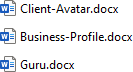 Client-Avatar.docx
Business-Profile.docx
Guru.docx